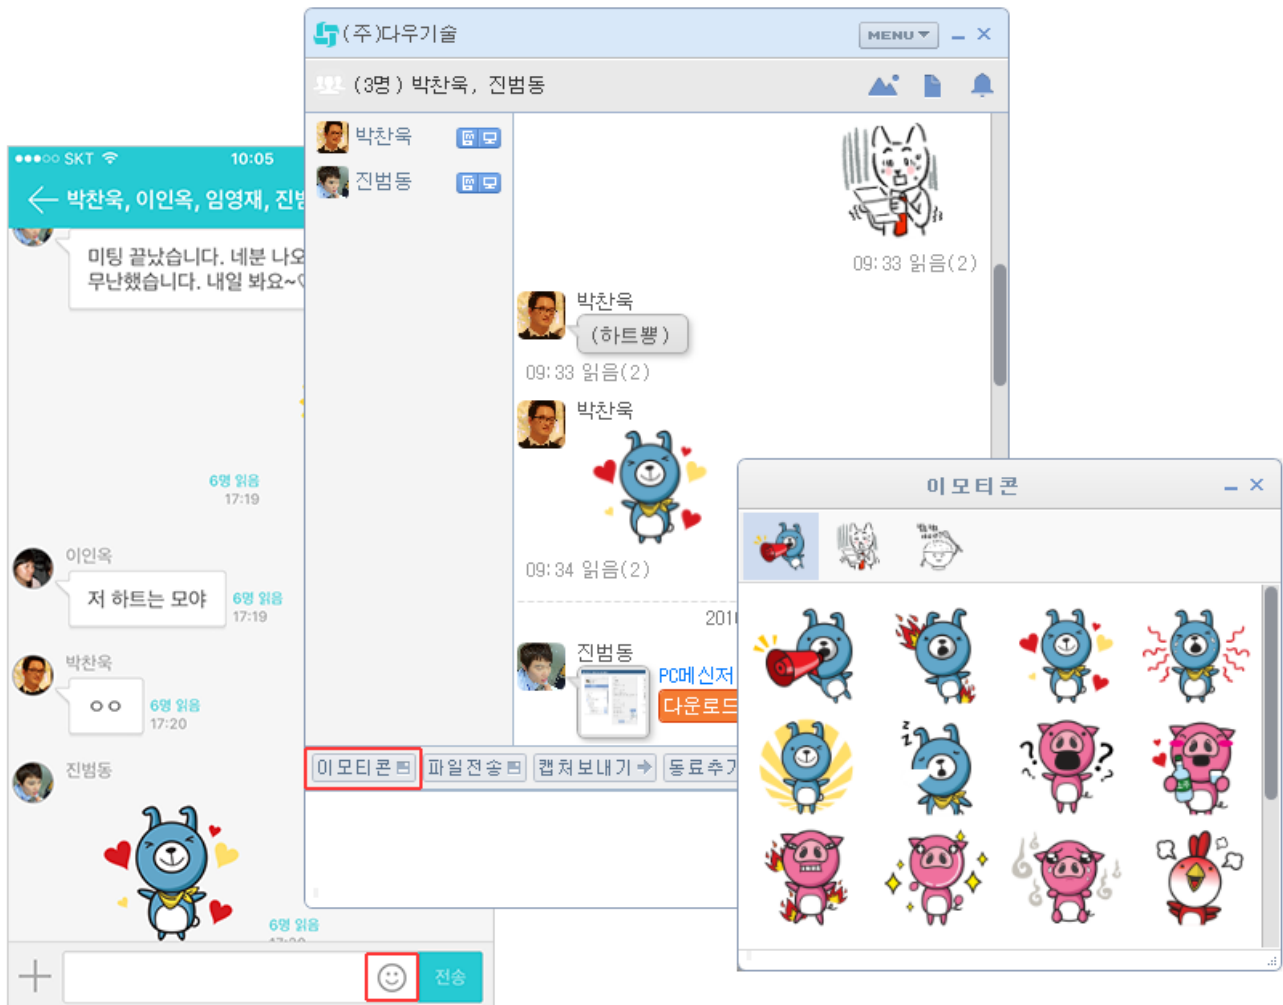 SKT 10:05
박찬욱, 이인옥, 임영재, 진범
미팅 끝났습니다. 네분 나오
무난했습니다. 내일 봐요~♡
6명 읽음
17:19
이인옥
저 하트는 모야
6명 읽음
17:19
박찬욱
ㅇㅇ
6명 읽음
17:20
진범동
6명 읽음
전송
(주)다우기술
MENU
(3명) 박찬욱, 진범동
박찬욱
진범동
09:33 읽음(2)
박찬욱
(하트뿅)
09:33 읽음(2)
박찬욱
09:34 읽음(2)
201
진범동
PC메신저
다운로드
이모티콘 파일전송 캡처보내기 동료추가
이모티콘
z z z
? ?